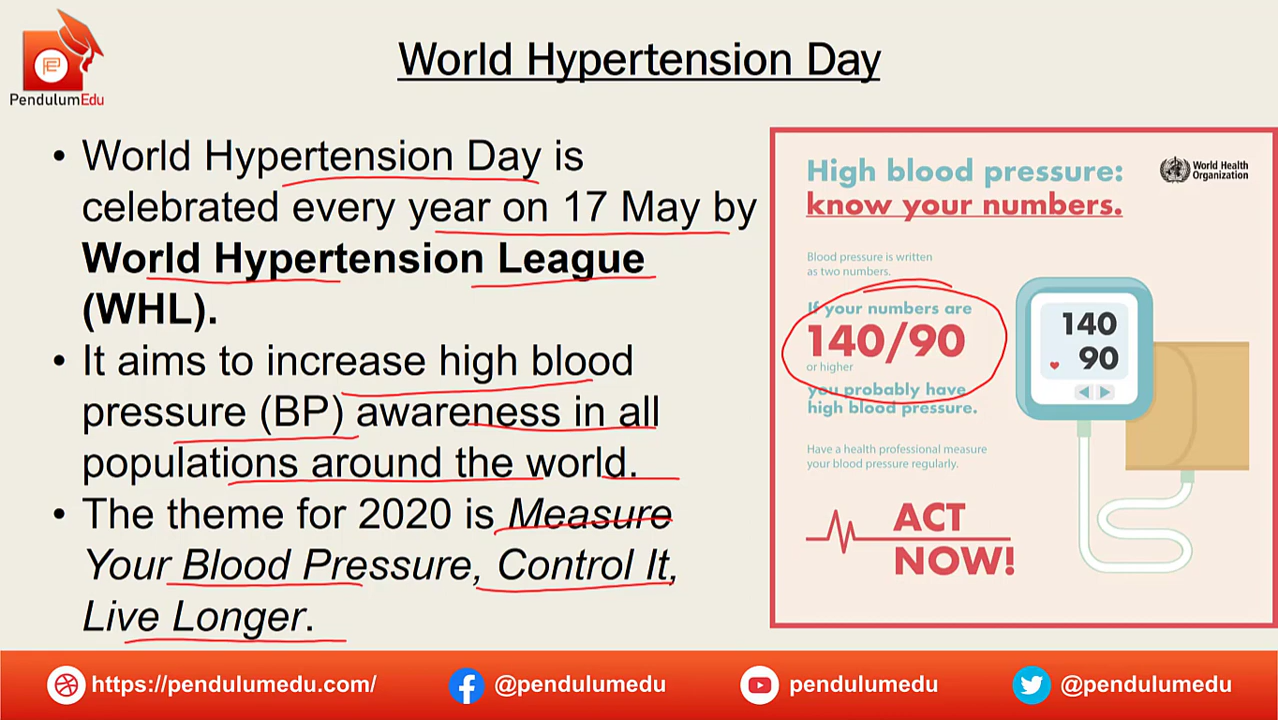 PendulumEdu
World Hypertension Day
• World Hypertension Day is
celebrated every year on 17 May by
World Hypertension League
(WHL).
• It aims to increase high blood
pressure (BP) awareness in all
populations around the world.
• The theme for 2020 is Measure
Your Blood Pressure, Control It,
Live Longer.
High blood pressure:
know your numbers.
World Health
Organization
Blood pressure is written
as two numbers.
If your numbers are
140/90
or higher
you probably have
high blood pressure.
Have a health professional measure
your blood pressure regularly.
ACT
NOW!
140
90
https://pendulumedu.com/
@pendulumedu
pendulumedu
@pendulumedu